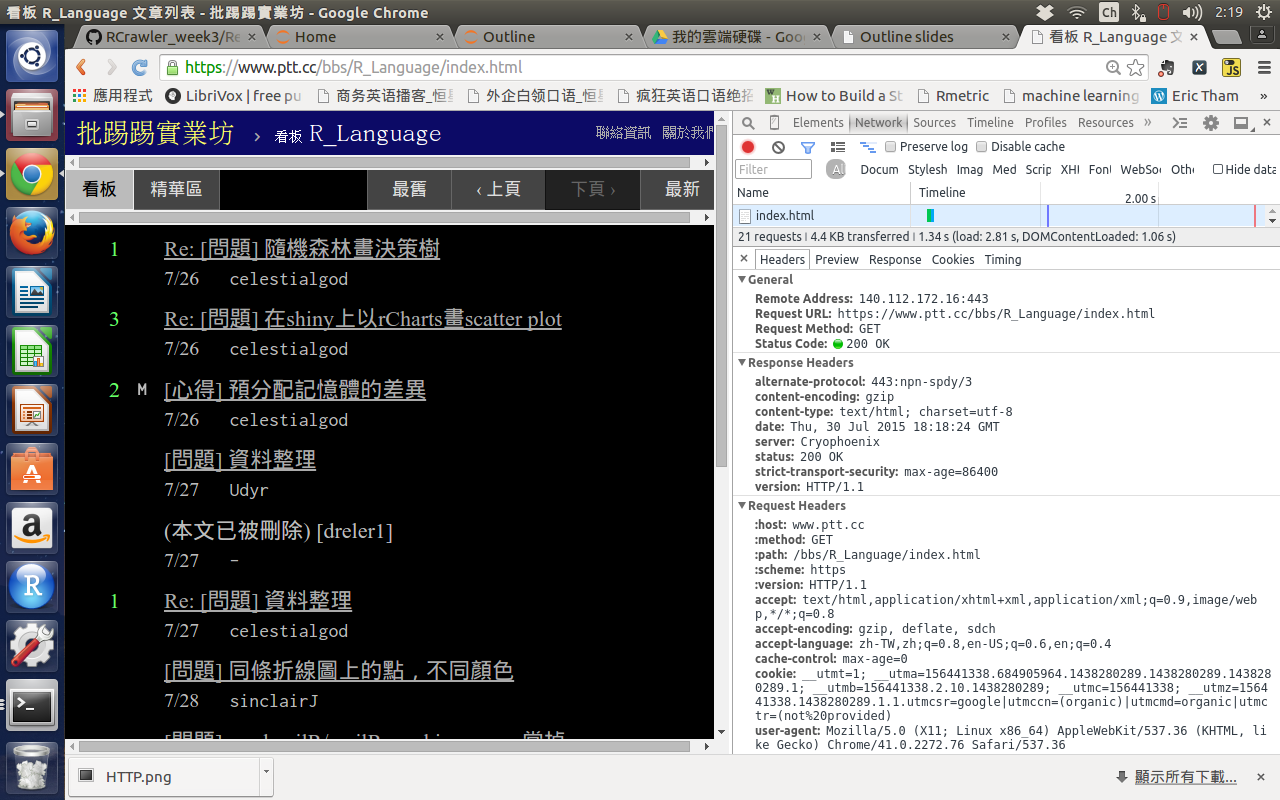 看板 R_Language 文章列表 - 批踢踢實業坊 - Google Chrome
Ch
2:19
RCrawler_week3/Re
Home
Outline
我的雲端硬碟 - Goo
Outline slides
看板 R_Language 文
https://www.ptt.cc/bbs/R_Language/index.html
應用程式
LibriVox | free pu
商务英语播客_恒星
外企白领口语_恒星
疯狂英语口语绝招
How to Build a St
Rmetric
machine learning
Eric Tham
»
批踢踢實業坊 › 看板 R_Language 聯絡資訊 關於我們
看板 精華區 最舊 ‹ 上頁 下頁 › 最新
1 Re: [問題] 隨機森林畫決策樹
7/26 celestialgod
3 Re: [問題] 在shiny上以rCharts畫scatter plot
7/26 celestialgod
2 M [心得] 預分配記憶體的差異
7/26 celestialgod
[問題] 資料整理
7/27 Udyr
(本文已被刪除) [dreler1]
7/27 -
1 Re: [問題] 資料整理
7/27 celestialgod
[問題] 同條折線圖上的點，不同顏色
7/28 sinclairJ
Elements Network Sources Timeline Profiles Resources »
Preserve log Disable cache
Filter All Docum Stylesh Imag Med Scrip XHI Font WebSoc Othe Hide data
Name Timeline 2.00 s
index.html
21 requests | 4.4 KB transferred | 1.34 s (load: 2.81 s, DOMContentLoaded: 1.06 s)
× Headers Preview Response Cookies Timing
General
Remote Address: 140.112.172.16:443
Request URL: https://www.ptt.cc/bbs/R_Language/index.html
Request Method: GET
Status Code: 200 OK
Response Headers
alternate-protocol: 443:npn-spdy/3
content-encoding: gzip
content-type: text/html; charset=utf-8
date: Thu, 30 Jul 2015 18:18:24 GMT
server: Cryophoenix
status: 200 OK
strict-transport-security: max-age=86400
version: HTTP/1.1
Request Headers
:host: www.ptt.cc
:method: GET
:path: /bbs/R_Language/index.html
:scheme: https
:version: HTTP/1.1
accept: text/html,application/xhtml+xml,application/xml;q=0.9,image/web
p,*/*;q=0.8
accept-encoding: gzip, deflate, sdch
accept-language: zh-TW,zh;q=0.8,en-US;q=0.6,en;q=0.4
cache-control: max-age=0
cookie: __utmt=1; __utma=156441338.684905964.1438280289.1438280289.14382
80289.1; __utmb=156441338.2.10.1438280289; __utmc=156441338; __utmz=1564
41338.1438280289.1.1.utmcsr=google|utmccn=(organic)|utmcmd=organic|utmc
tr=(not%20provided)
user-agent: Mozilla/5.0 (X11; Linux x86_64) AppleWebKit/537.36 (KHTML, li
ke Gecko) Chrome/41.0.2272.76 Safari/537.36
HTTP.png
顯示所有下載...